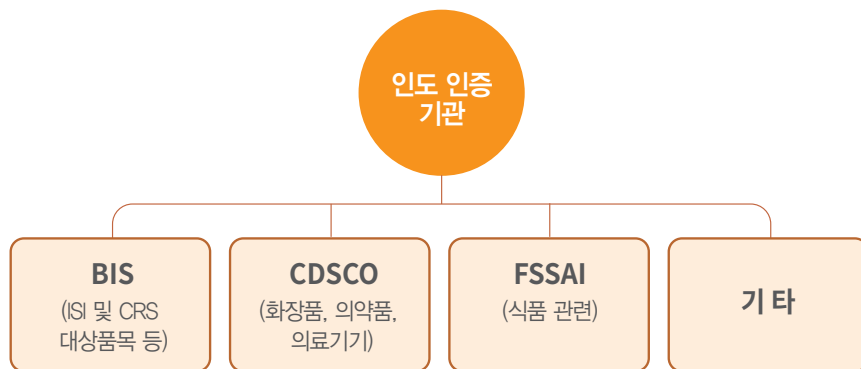 인도 인증
기관
BIS
(ISI 및 CRS
대상품목 등)
CDSCO
(화장품, 의약품,
의료기기)
FSSAI
(식품 관련)
기 타